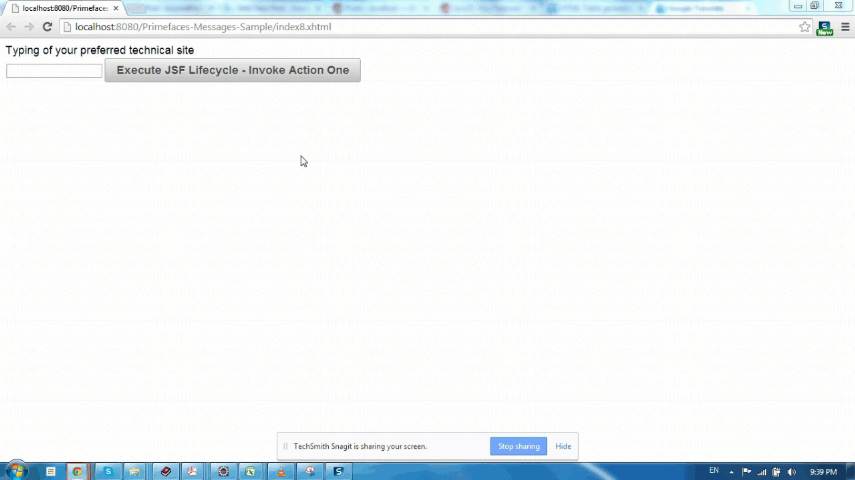 localhost:8080/Primefaces
localhost:8080/Primefaces-Messages-Sample/index8.xhtml
New
Typing of your preferred technical site
Execute JSF Lifecycle - Invoke Action One
TechSmith Snagit is sharing your screen.
Stop sharing
Hide
EN
9:39 PM